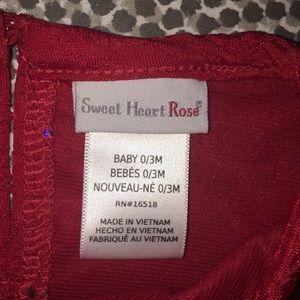 Sweet Heart Rose®
BABY 0/3M
BEBÉS 0/3M
NOUVEAU-NÉ 0/3M
RN#16518
MADE IN VIETNAM
HECHO EN VIETNAM
FABRIQUÉ AU VIETNAM